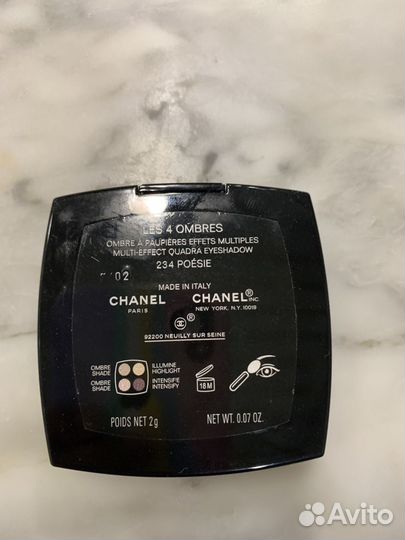 LES 4 OMBRES
OMBRE À PAUPIÈRES EFFETS MULTIPLES
MULTI-EFFECT QUADRA EYESHADOW
234 POÉSIE
02
MADE IN ITALY
CHANEL CHANEL® INC.
PARIS NEW YORK, N.Y. 10019
®
92200 NEUILLY SUR SEINE
OMBRE SHADE ILLUMINE HIGHLIGHT
OMBRE SHADE INTENSIFIE INTENSIFY
18M
POIDS NET 2g NET WT. 0.07 OZ.
Avito